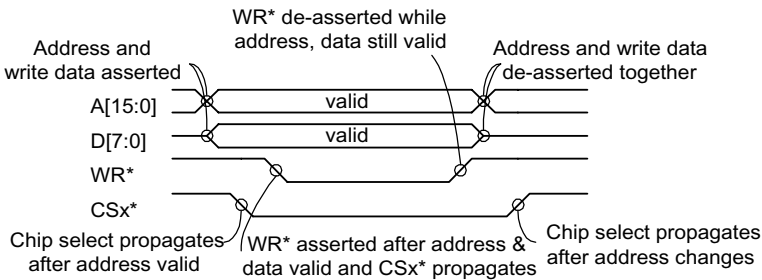 WR* de-asserted while
address, data still valid
Address and
write data asserted
Address and write data
de-asserted together
A[15:0]
valid
D[7:0]
valid
WR*
CSx*
Chip select propagates
after address valid
WR* asserted after address &
data valid and CSx* propagates
Chip select propagates
after address changes